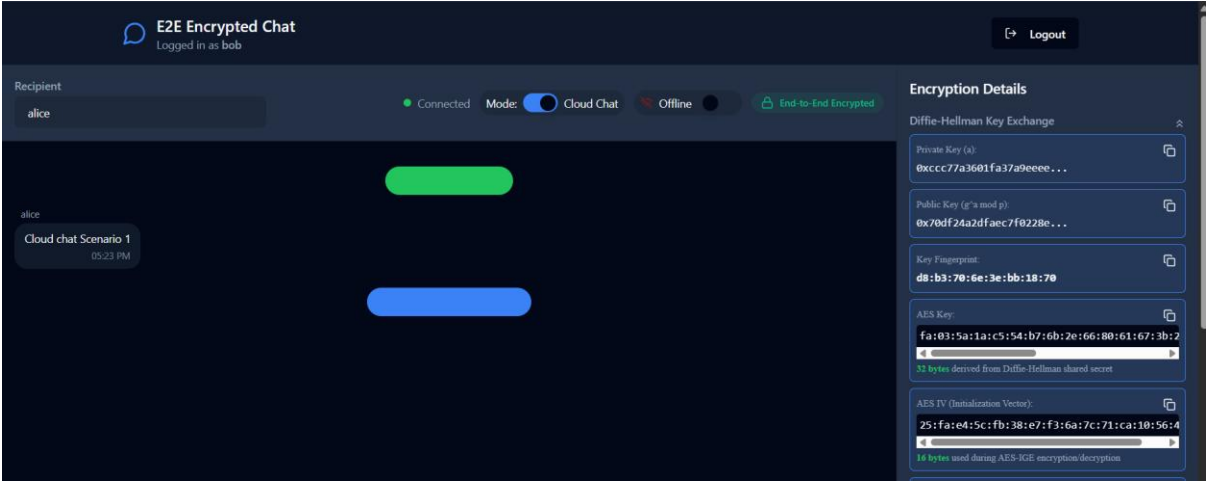 E2E Encrypted Chat
Logged in as bob
Logout
Recipient
alice
Connected
Mode:
Cloud Chat
Offline
End-to-End Encrypted
alice
Cloud chat Scenario 1
05:23 PM
Encryption Details
Diffie-Hellman Key Exchange
Private Key (a):
0xccc77a3601fa37a9eeee...
Public Key (g^a mod p):
0x70df24a2dfaec7f0228e...
Key Fingerprint:
d8:b3:70:6e:3e:bb:18:70
AES Key:
fa:03:5a:1a:c5:54:b7:6b:2e:66:80:61:67:3b:2
32 bytes derived from Diffie-Hellman shared secret
AES IV (Initialization Vector):
25:fa:e4:5c:fb:38:e7:f3:6a:7c:71:ca:10:56:4
16 bytes used during AES-IGE encryption/decryption